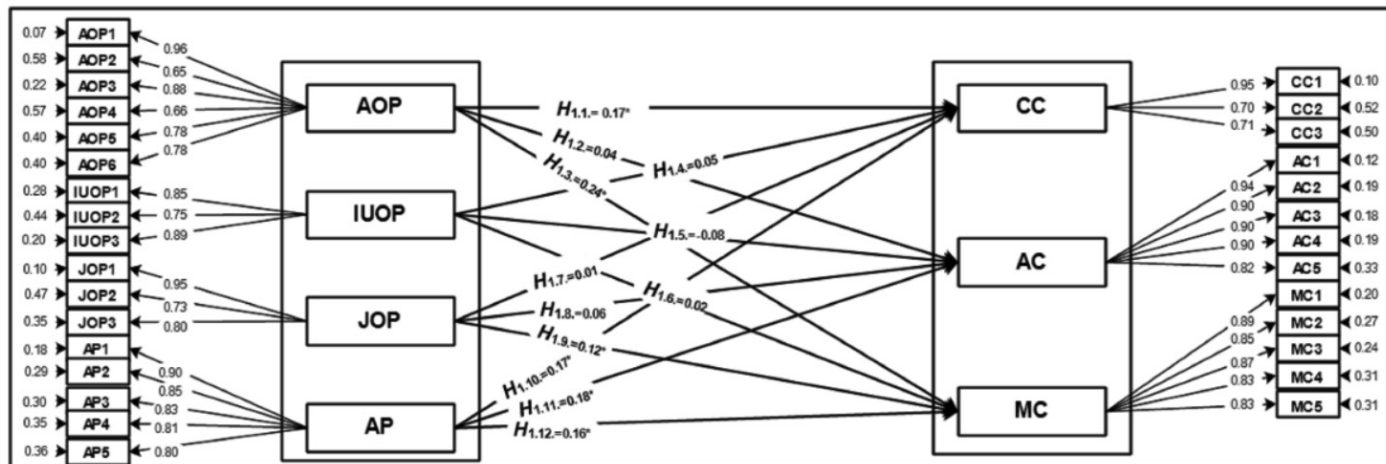 0.07 AOP1 0.96
0.58 AOP2 0.65
0.22 AOP3 0.88
0.57 AOP4 0.66
0.40 AOP5 0.78
0.40 AOP6 0.78
0.28 IUOP1 0.85
0.44 IUOP2 0.75
0.20 IUOP3 0.89
0.10 JOP1 0.95
0.47 JOP2 0.73
0.35 JOP3 0.80
0.18 AP1 0.90
0.29 AP2 0.85
0.30 AP3 0.83
0.35 AP4 0.81
0.36 AP5 0.80
AOP
IUOP
JOP
AP
H1.1.= 0.17*
H1.2.=0.04
H1.3.=0.24*
H1.4.=0.05
H1.5.=-0.08
H1.6.=0.02
H1.7.=0.01
H1.8.=0.06
H1.9.=0.12*
H1.10.=0.17*
H1.11.=0.18*
H1.12.=0.16*
CC
AC
MC
0.95 CC1 0.10
0.70 CC2 0.52
0.71 CC3 0.50
0.94 AC1 0.12
0.90 AC2 0.19
0.90 AC3 0.18
0.90 AC4 0.19
0.82 AC5 0.33
0.89 MC1 0.20
0.85 MC2 0.27
0.87 MC3 0.24
0.83 MC4 0.31
0.83 MC5 0.31